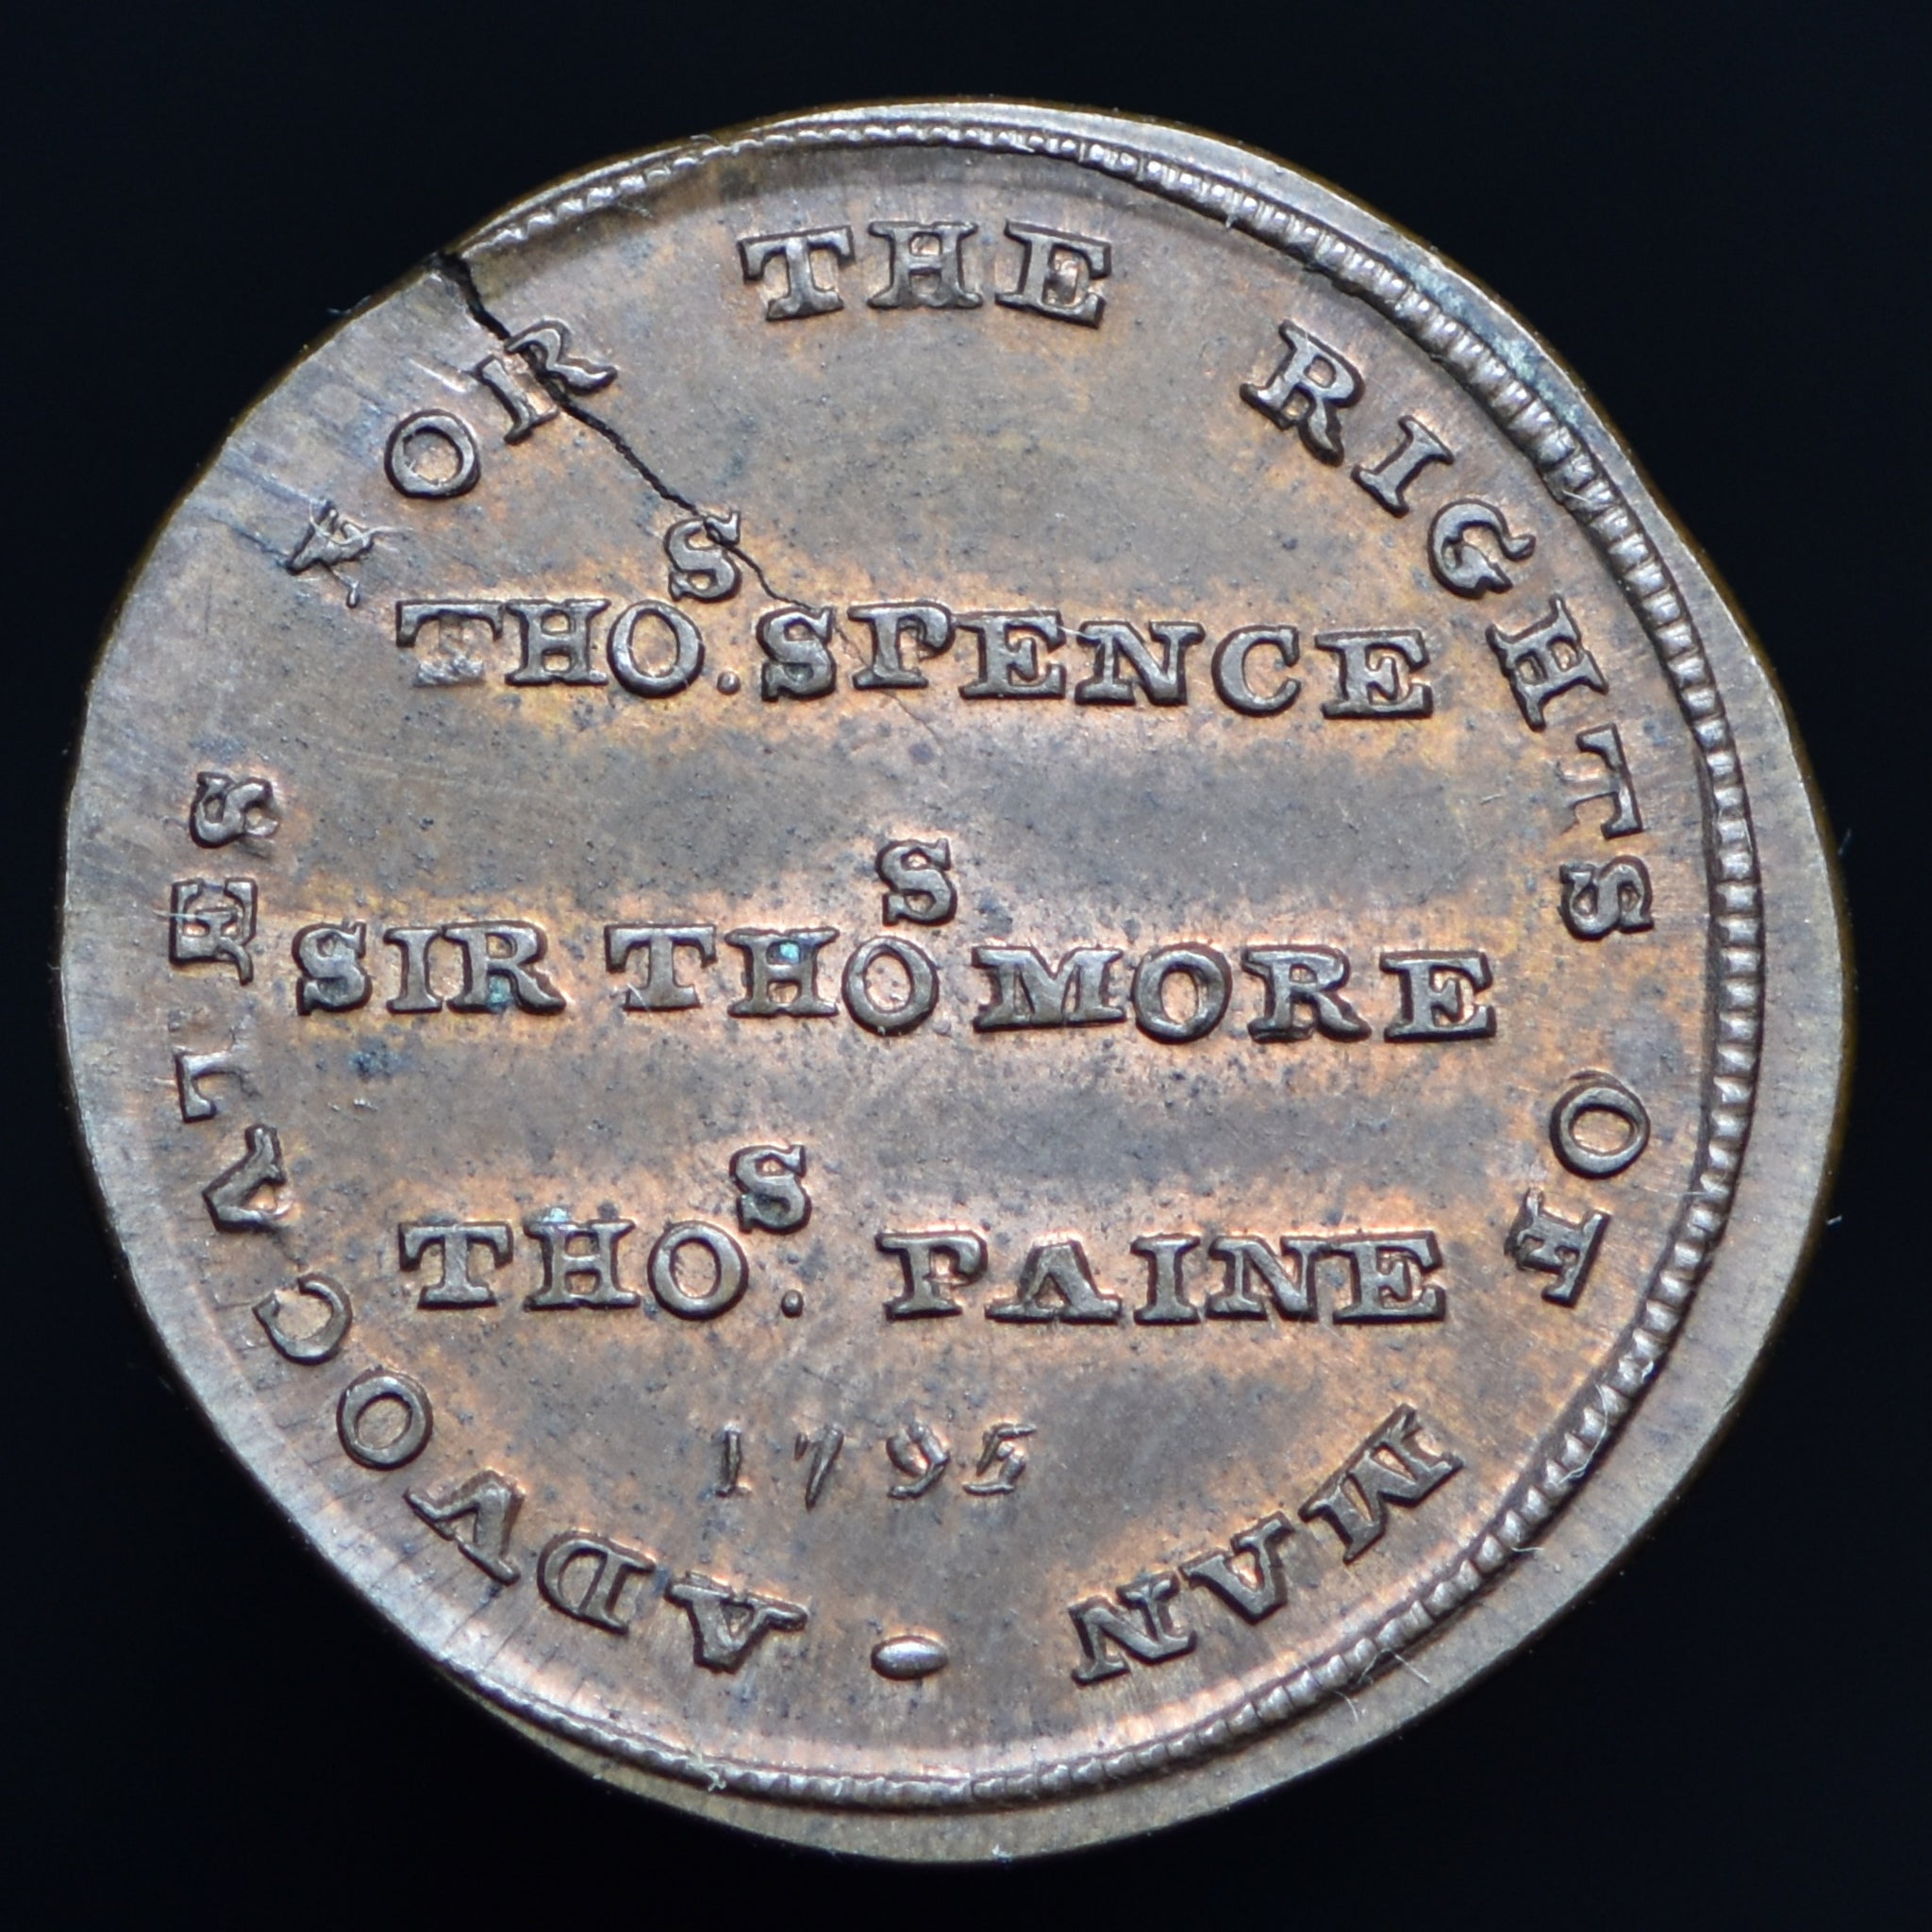 ADVOCATES FOR THE RIGHTS OF MAN •
THOˢ. SPENCE
SIR THOˢ MORE
THOˢ. PAINE
1795